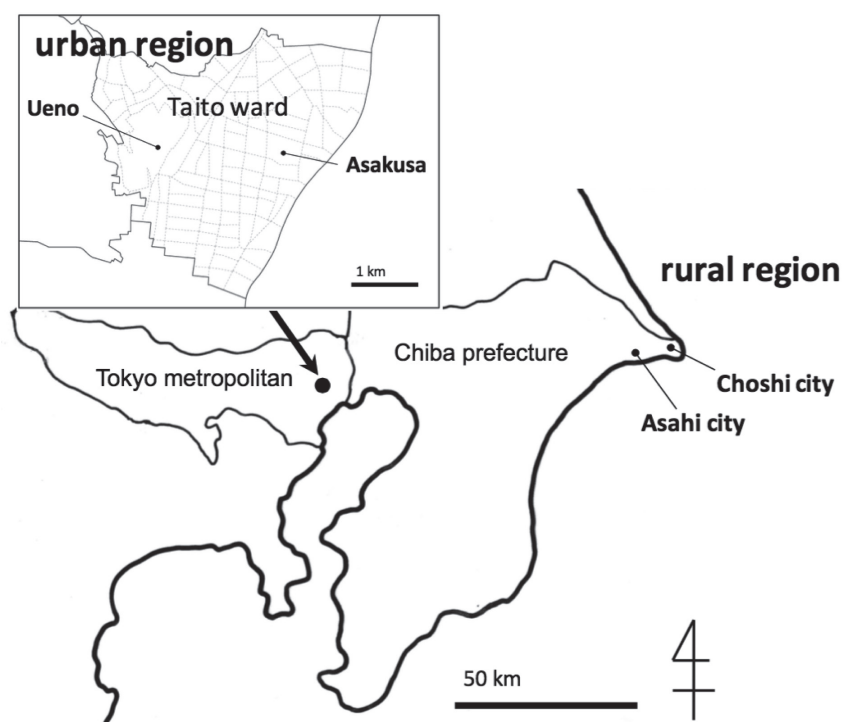 urban region
Taito ward
Ueno
Asakusa
1 km
rural region
Chiba prefecture
Tokyo metropolitan
Choshi city
Asahi city
50 km